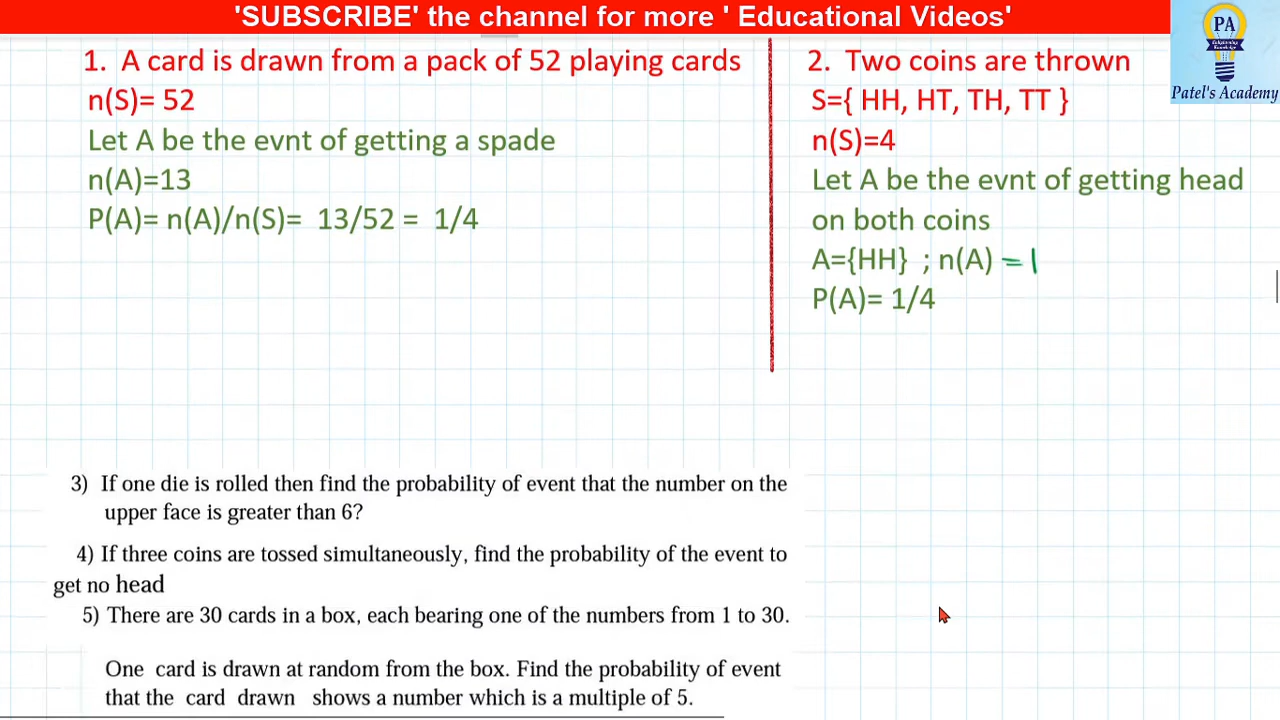 'SUBSCRIBE' the channel for more ' Educational Videos'
PA
Patel's Academy
1. A card is drawn from a pack of 52 playing cards
n(S)= 52
Let A be the evnt of getting a spade
n(A)=13
P(A)= n(A)/n(S)= 13/52 = 1/4
2. Two coins are thrown
S={ HH, HT, TH, TT }
n(S)=4
Let A be the evnt of getting head
on both coins
A={HH} ; n(A) = 1
P(A)= 1/4
3) If one die is rolled then find the probability of event that the number on the
upper face is greater than 6?
4) If three coins are tossed simultaneously, find the probability of the event to
get no head
5) There are 30 cards in a box, each bearing one of the numbers from 1 to 30.
One card is drawn at random from the box. Find the probability of event
that the card drawn shows a number which is a multiple of 5.